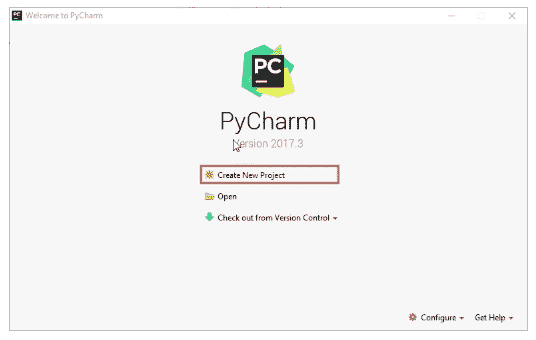 Welcome to PyCharm
PC
PyCharm
Version 2017.3
Create New Project
Open
Check out from Version Control
Configure
Get Help